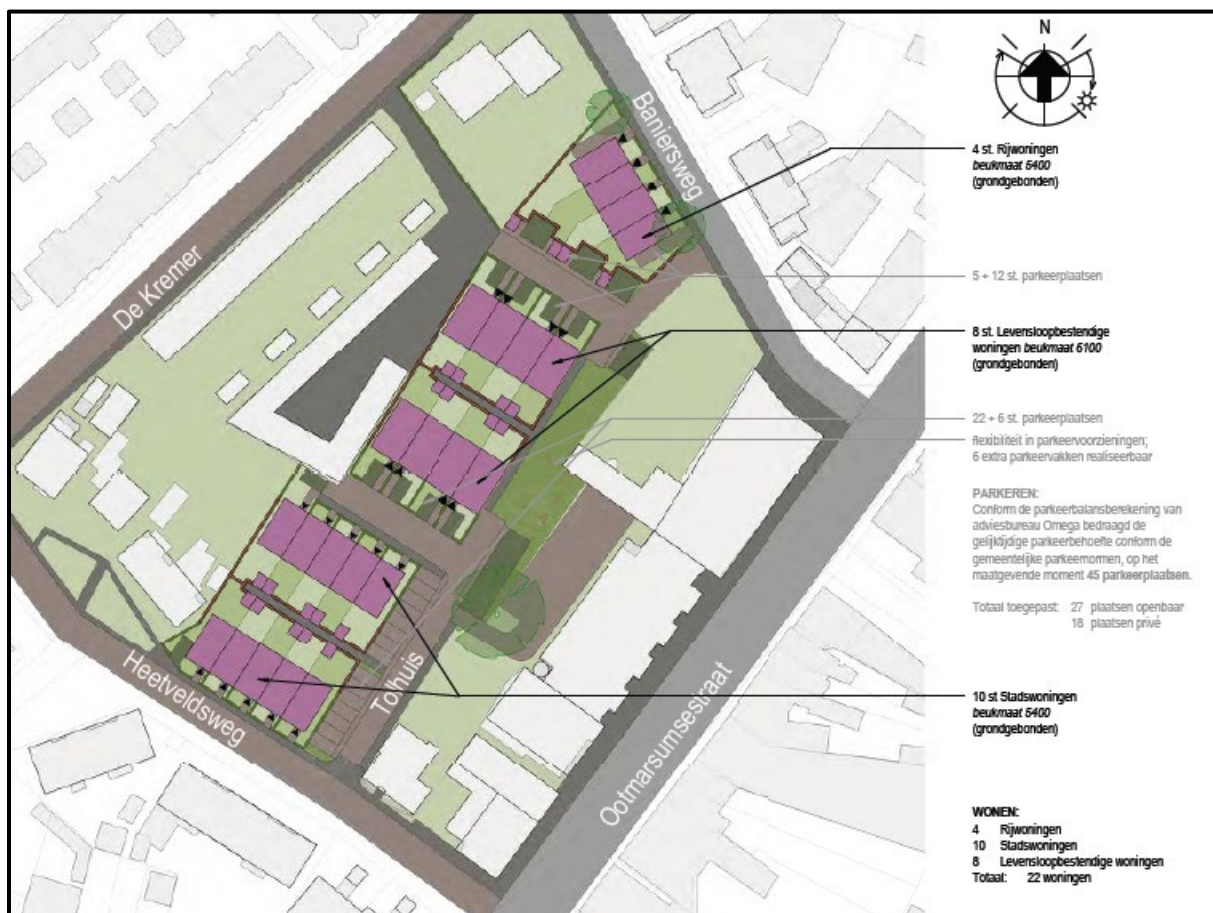 N
4 st. Rijwoningen
beukmaat 5400
(grondgebonden)
5 + 12 st. parkeerplaatsen
8 st. Levensloopbestendige
woningen beukmaat 6100
(grondgebonden)
22 + 6 st. parkeerplaatsen
flexibiliteit in parkeervoorzieningen;
6 extra parkeervakken realiseerbaar
PARKEREN:
Conform de parkeerbalansberekening van
adviesbureau Omega bedraagd de
gelijktijdige parkeerbehoefte conform de
gemeentelijke parkeernormen, op het
maatgevende moment 45 parkeerplaatsen.
Totaal toegepast: 27 plaatsen openbaar
18 plaatsen privé
10 st Stadswoningen
beukmaat 5400
(grondgebonden)
WONEN:
4 Rijwoningen
10 Stadswoningen
8 Levensloopbestendige woningen
Totaal: 22 woningen
Baniersweg
De Kremer
Heetveldsweg
Tolhuis
Ootmarsumsestraat